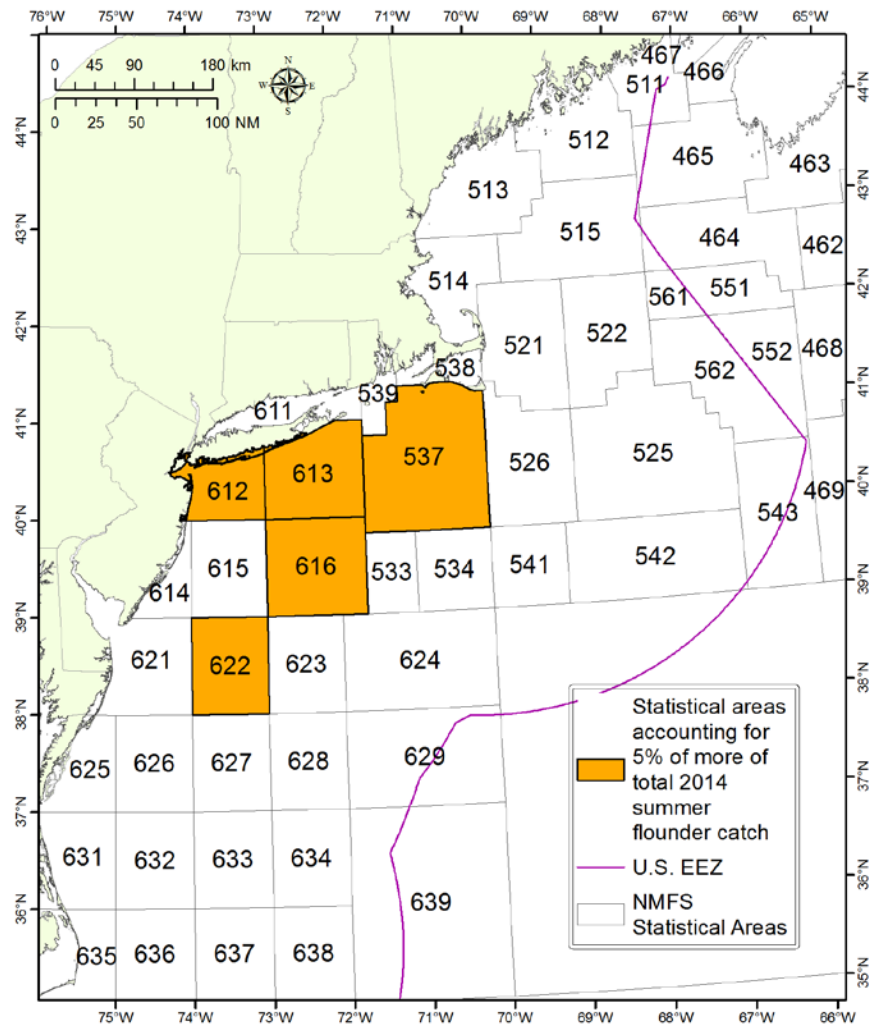 76°W 75°W 74°W 73°W 72°W 71°W 70°W 69°W 68°W 67°W 66°W 65°W
0 45 90 180 km
0 25 50 100 NM
N
W E
S
467
466
511
44°N 44°N
512
465
463
513
43°N 43°N
515
464
462
514
561 551
42°N 42°N
521 522
552 468
538
562
539
611
41°N 41°N
537
526 525
613
612
469
543
40°N 40°N
615 616 533 534 541 542
614
39°N 39°N
621 622 623 624
38°N 38°N
Statistical areas
accounting for
5% of more of
total 2014
summer
flounder catch
U.S. EEZ
NMFS
Statistical Areas
625 626 627 628 629
37°N 37°N
631 632 633 634
639
36°N 36°N
635 636 637 638
35°N
75°W 74°W 73°W 72°W 71°W 70°W 69°W 68°W 67°W 66°W